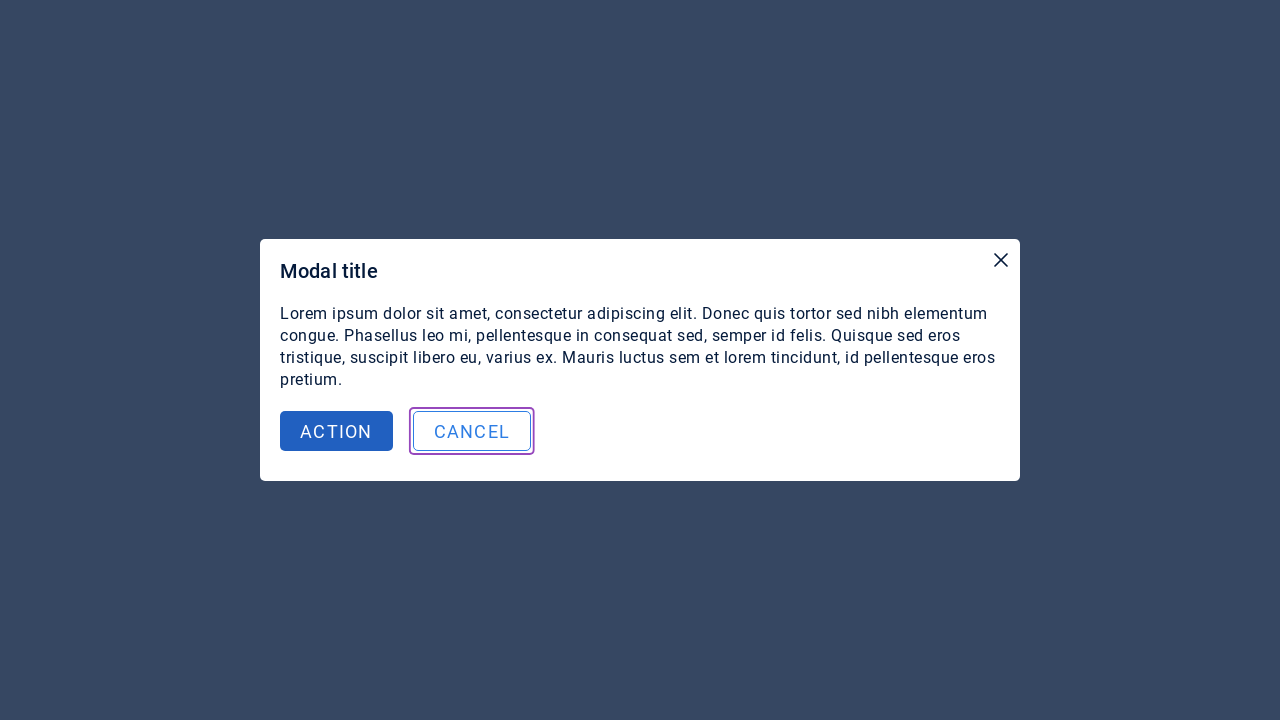 Modal title
Lorem ipsum dolor sit amet, consectetur adipiscing elit. Donec quis tortor sed nibh elementum
congue. Phasellus leo mi, pellentesque in consequat sed, semper id felis. Quisque sed eros
tristique, suscipit libero eu, varius ex. Mauris luctus sem et lorem tincidunt, id pellentesque eros
pretium.
ACTION CANCEL